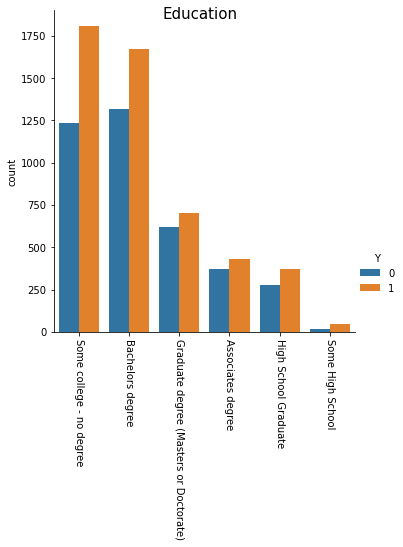 Education
1750
1500
1250
1000
750
500
250
0
count
Some college - no degree
Bachelors degree
Graduate degree (Masters or Doctorate)
Associates degree
High School Graduate
Some High School
Y
0
1